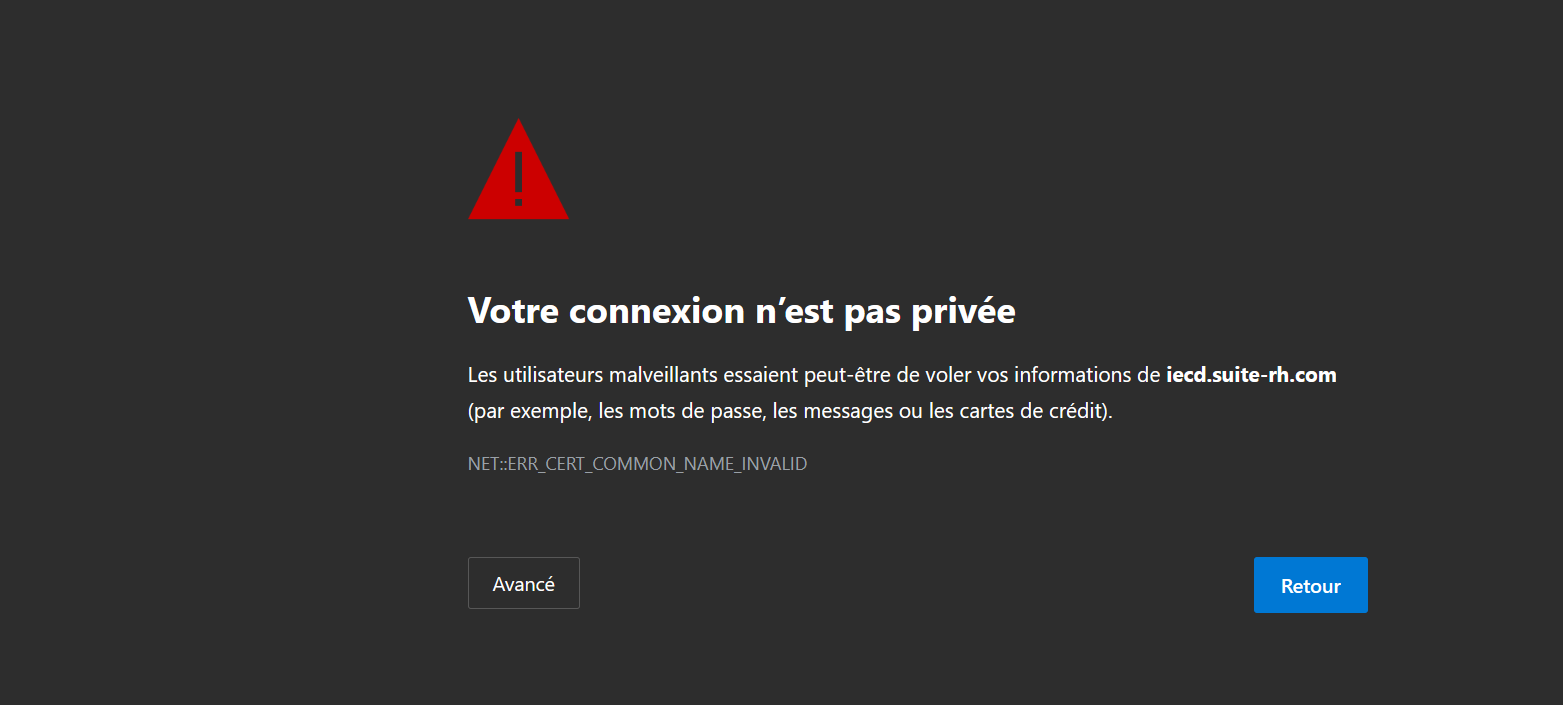 Votre connexion n’est pas privée
Les utilisateurs malveillants essaient peut-être de voler vos informations de iecd.suite-rh.com
(par exemple, les mots de passe, les messages ou les cartes de crédit).
NET::ERR_CERT_COMMON_NAME_INVALID
Avancé
Retour